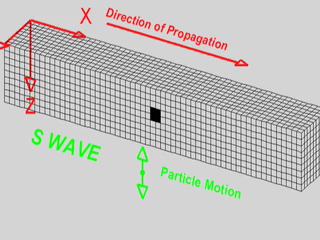 X
Direction of Propagation
Z
S WAVE
Particle Motion